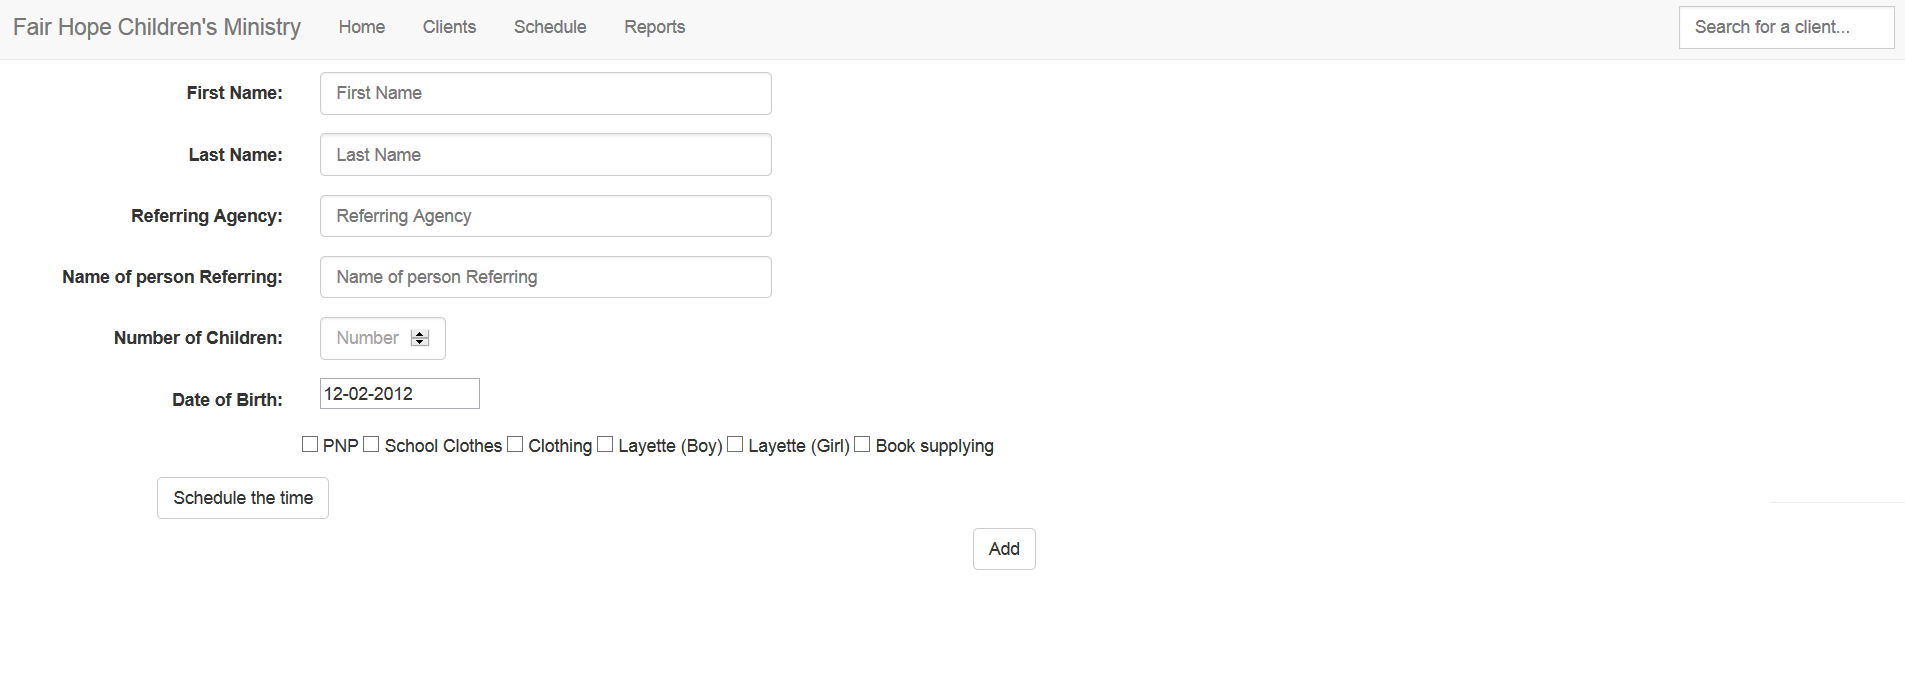 Fair Hope Children's Ministry Home Clients Schedule Reports Search for a client...
First Name: First Name
Last Name: Last Name
Referring Agency: Referring Agency
Name of person Referring: Name of person Referring
Number of Children: Number
Date of Birth: 12-02-2012
PNP School Clothes Clothing Layette (Boy) Layette (Girl) Book supplying
Schedule the time
Add